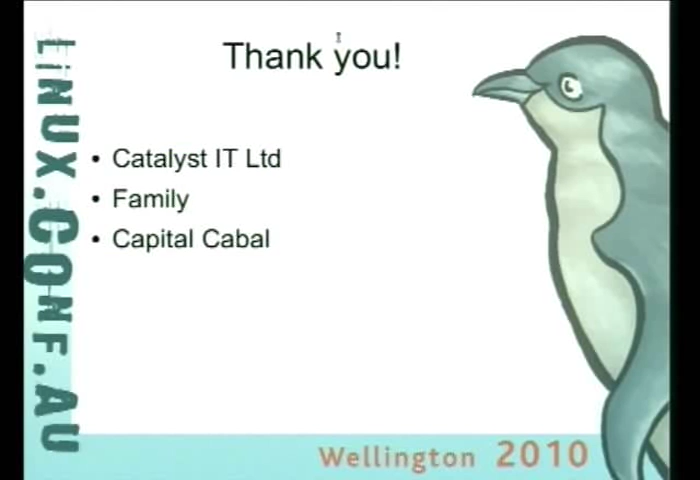 Thank you!
• Catalyst IT Ltd
• Family
• Capital Cabal
LiNUX.CONF.AU
Wellington 2010